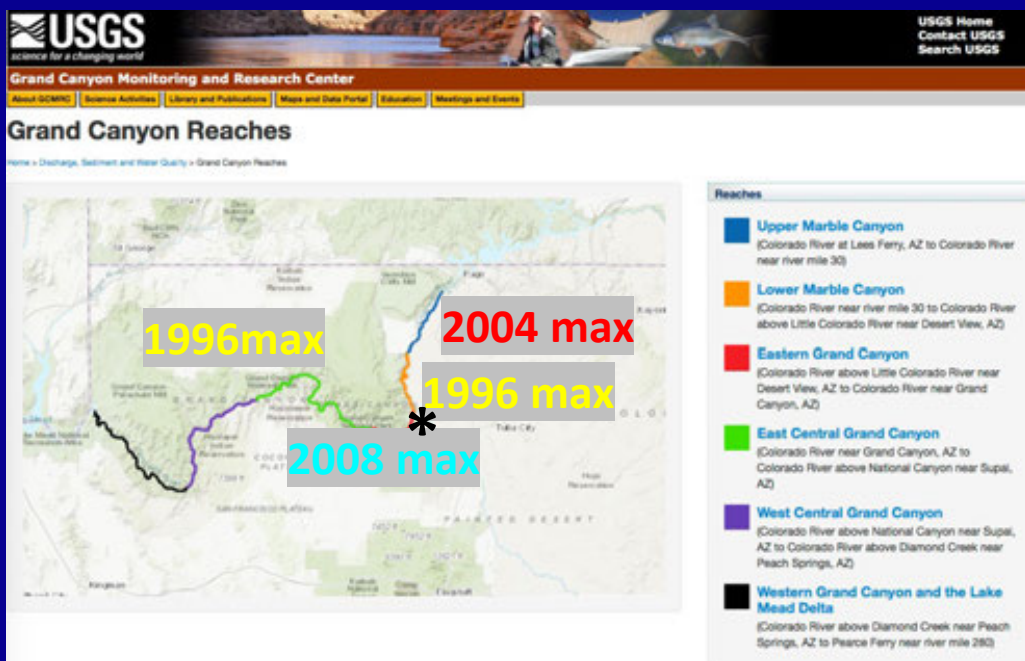 USGS
science for a changing world
USGS Home
Contact USGS
Search USGS
Grand Canyon Monitoring and Research Center
About GCMRC
Science Activities
Library and Publications
Maps and Data Portal
Education
Meetings and Events
Grand Canyon Reaches
Home > Discharge, Sediment and Water Quality > Grand Canyon Reaches
St George
Page
1996max
2004 max
1996 max
*
2008 max
Tuba City
PAINTED DESERT
Kingman
Flagstaff
Reaches
Upper Marble Canyon
(Colorado River at Lees Ferry, AZ to Colorado River
near river mile 30)
Lower Marble Canyon
(Colorado River near river mile 30 to Colorado River
above Little Colorado River near Desert View, AZ)
Eastern Grand Canyon
(Colorado River above Little Colorado River near
Desert View, AZ to Colorado River near Grand
Canyon, AZ)
East Central Grand Canyon
(Colorado River near Grand Canyon, AZ to
Colorado River above National Canyon near Supai,
AZ)
West Central Grand Canyon
(Colorado River above National Canyon near Supai,
AZ to Colorado River above Diamond Creek near
Peach Springs, AZ)
Western Grand Canyon and the Lake
Mead Delta
(Colorado River above Diamond Creek near Peach
Springs, AZ to Pearce Ferry near river mile 280)